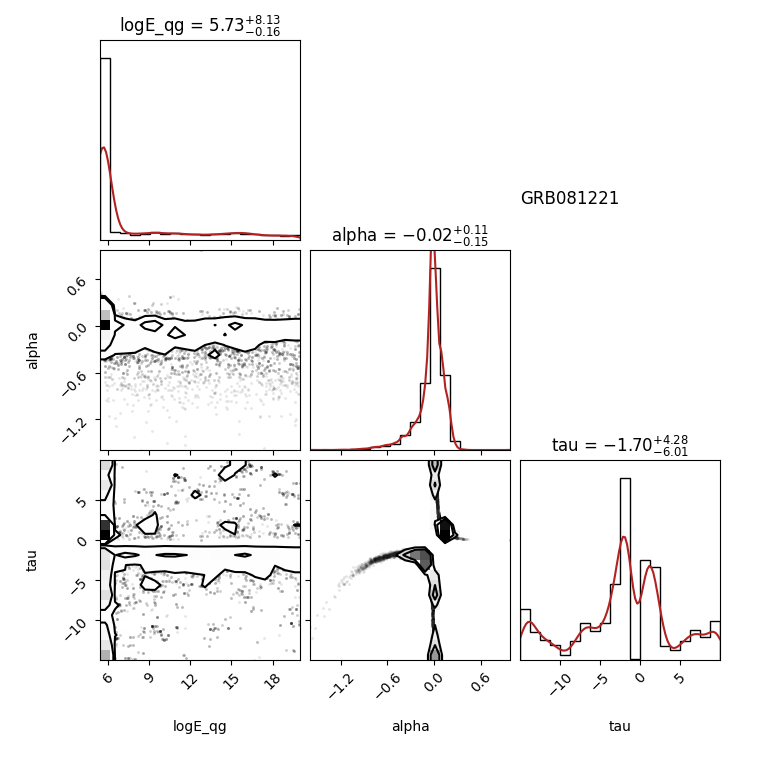 logE_qg = 5.73^{+8.13}_{−0.16}
GRB081221
alpha = −0.02^{+0.11}_{−0.15}
0.6
0.0
−0.6
−1.2
alpha
tau = −1.70^{+4.28}_{−6.01}
5
0
−5
−10
tau
6 9 12 15 18
−1.2 −0.6 0.0 0.6
−10 −5 0 5
logE_qg alpha tau